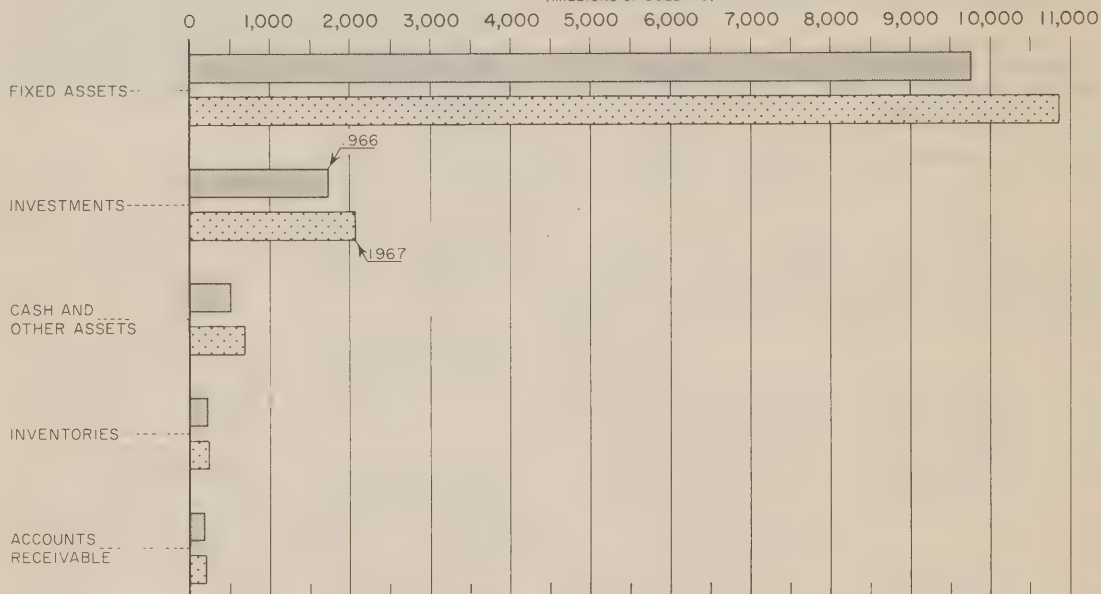 0 1,000 2,000 3,000 4,000 5,000 6,000 7,000 8,000 9,000 10,000 11,000
FIXED ASSETS
.966
INVESTMENTS
1967
CASH AND
OTHER ASSETS
INVENTORIES
ACCOUNTS
RECEIVABLE